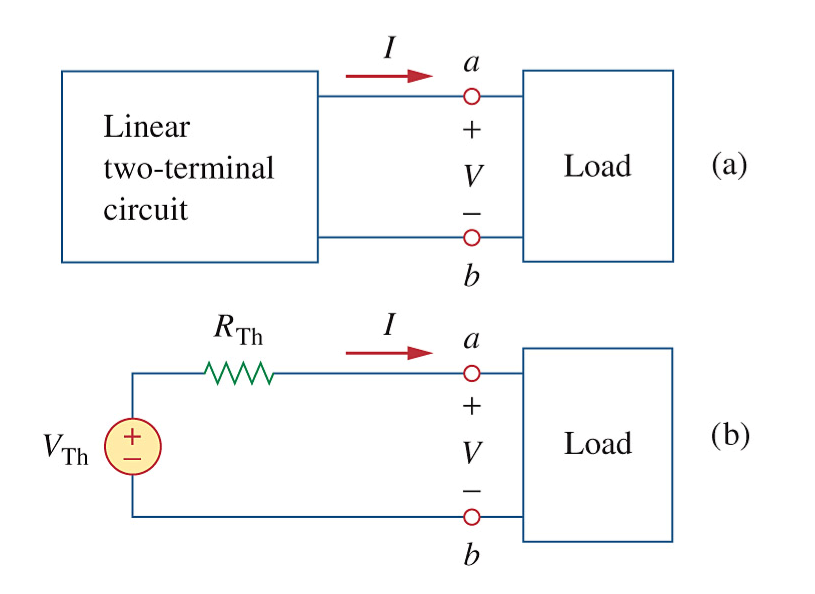 I
a
Linear
two-terminal
circuit
+
V
−
Load
(a)
b
R_Th
I
a
V_Th
+
−
+
V
−
Load
(b)
b